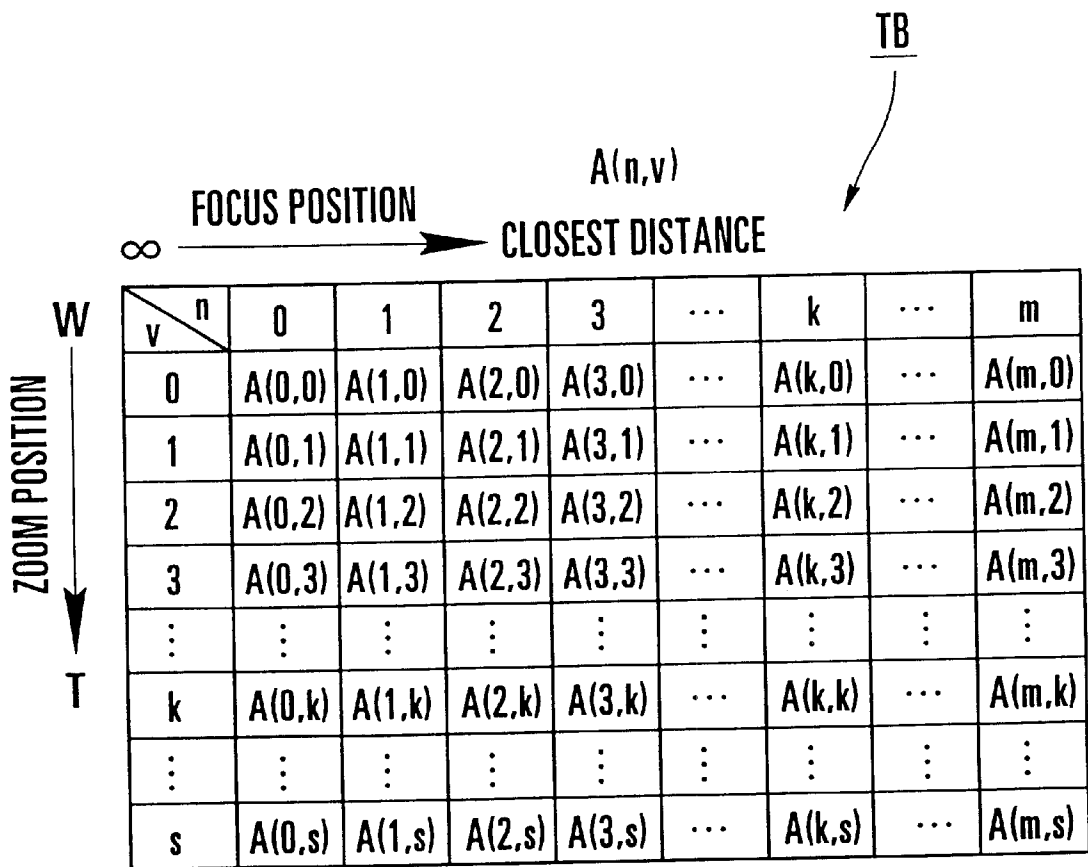 TB
A(n,v)
FOCUS POSITION
∞ CLOSEST DISTANCE
W
ZOOM POSITION
T
v n 0 1 2 3 ··· k ··· m
0 A(0,0) A(1,0) A(2,0) A(3,0) ··· A(k,0) ··· A(m,0)
1 A(0,1) A(1,1) A(2,1) A(3,1) ··· A(k,1) ··· A(m,1)
2 A(0,2) A(1,2) A(2,2) A(3,2) ··· A(k,2) ··· A(m,2)
3 A(0,3) A(1,3) A(2,3) A(3,3) ··· A(k,3) ··· A(m,3)
⋮ ⋮ ⋮ ⋮ ⋮ ⋮ ⋮ ⋮ ⋮
k A(0,k) A(1,k) A(2,k) A(3,k) ··· A(k,k) ··· A(m,k)
⋮ ⋮ ⋮ ⋮ ⋮ ⋮ ⋮ ⋮ ⋮
s A(0,s) A(1,s) A(2,s) A(3,s) ··· A(k,s) ··· A(m,s)